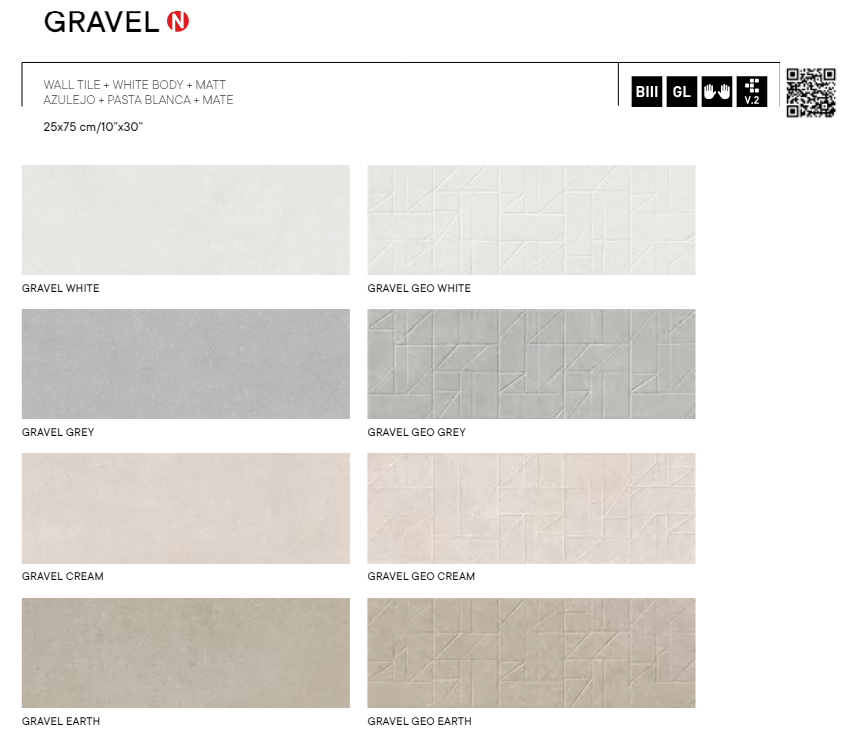 GRAVEL N
WALL TILE + WHITE BODY + MATT
AZULEJO + PASTA BLANCA + MATE
25x75 cm/10"x30"
BIII GL V.2
GRAVEL WHITE GRAVEL GEO WHITE
GRAVEL GREY GRAVEL GEO GREY
GRAVEL CREAM GRAVEL GEO CREAM
GRAVEL EARTH GRAVEL GEO EARTH